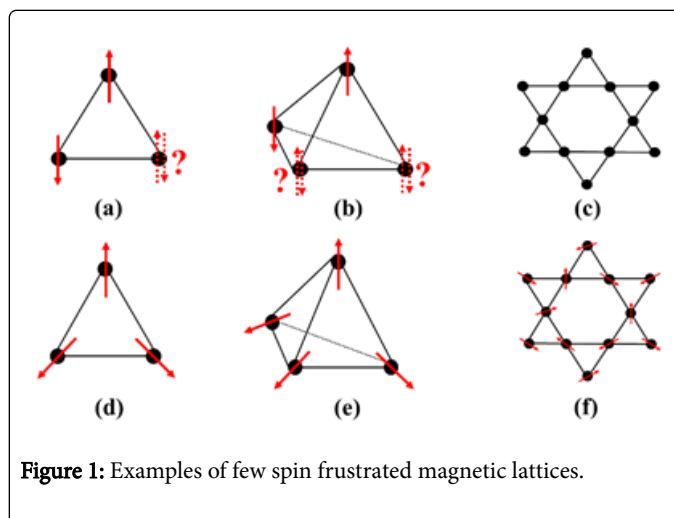 ?
(a)
? ?
(b)
(c)
(d)
(e)
(f)
Figure 1: Examples of few spin frustrated magnetic lattices.